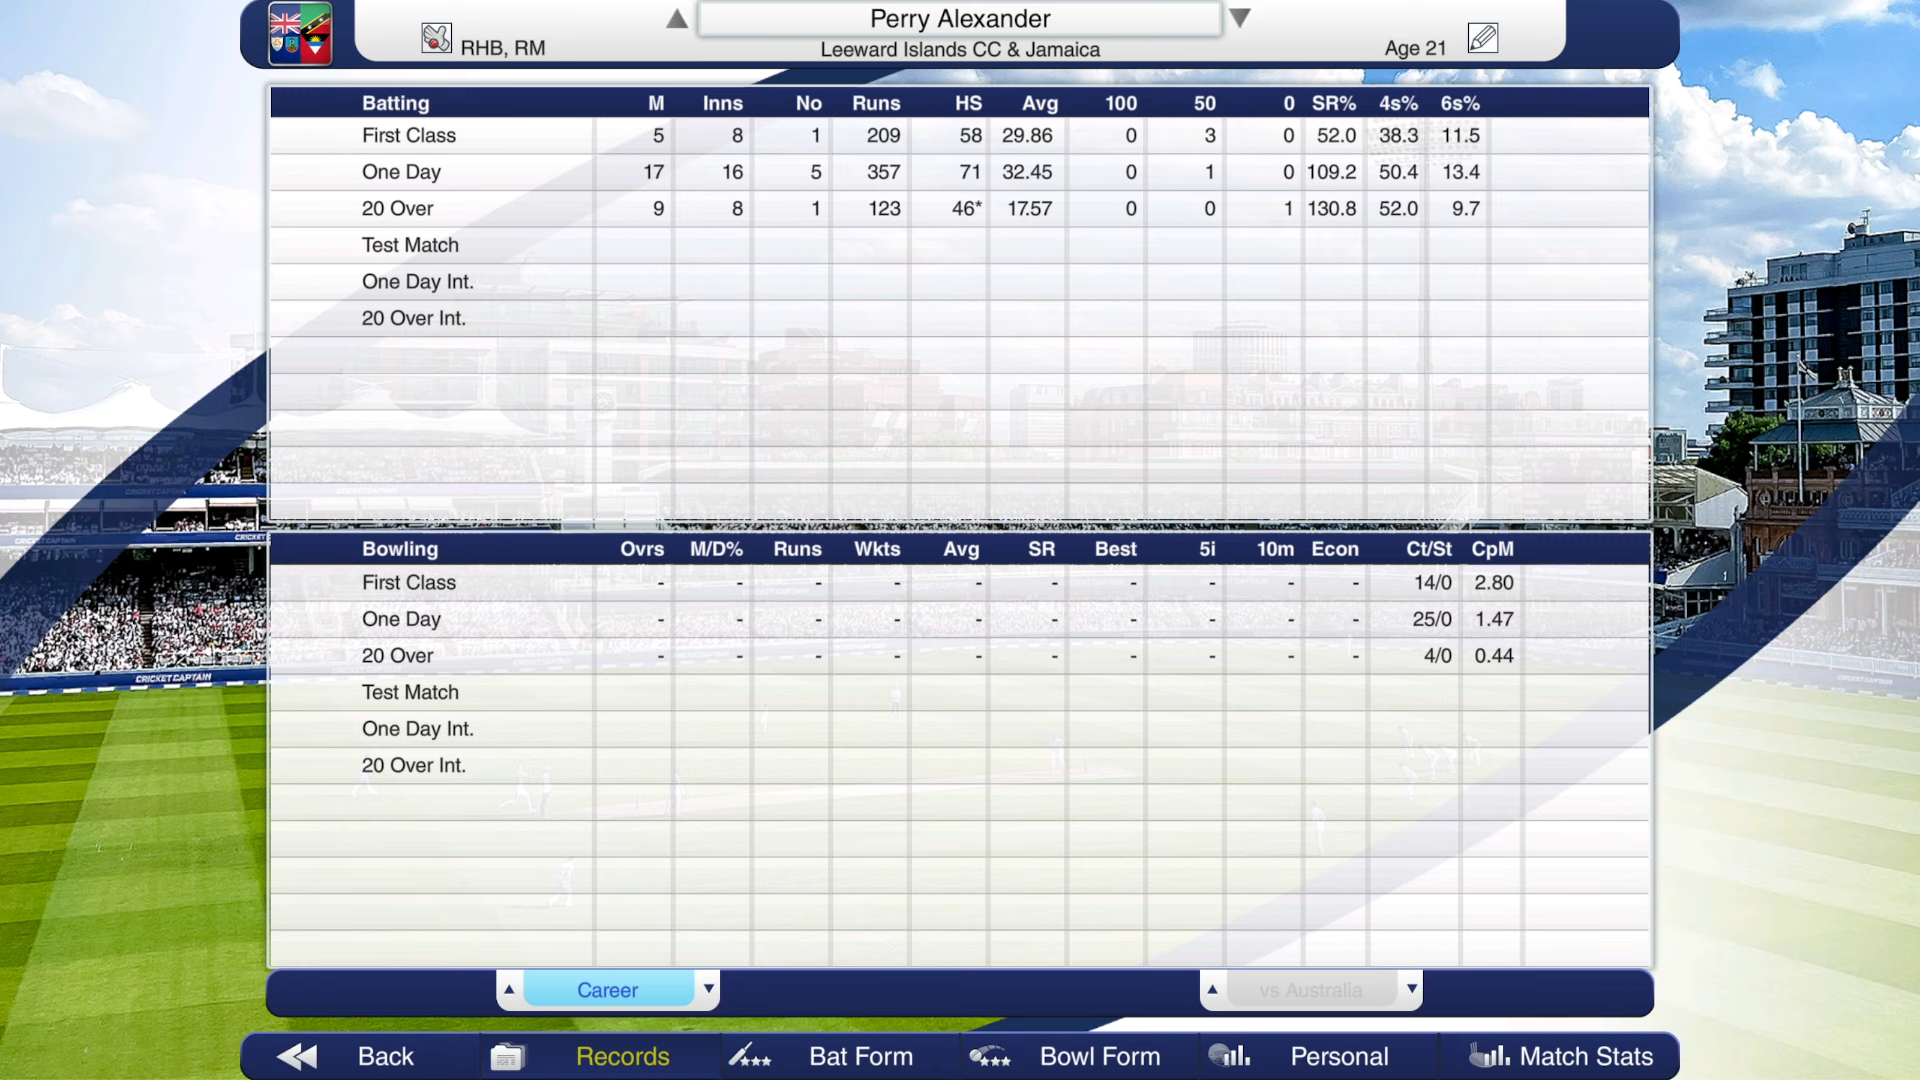 Perry Alexander
RHB, RM
Leeward Islands CC & Jamaica
Age 21
Batting M Inns No Runs HS Avg 100 50 0 SR% 4s% 6s%
First Class 5 8 1 209 58 29.86 0 3 0 52.0 38.3 11.5
One Day 17 16 5 357 71 32.45 0 1 0 109.2 50.4 13.4
20 Over 9 8 1 123 46* 17.57 0 0 1 130.8 52.0 9.7
Test Match
One Day Int.
20 Over Int.
Bowling Ovrs M/D% Runs Wkts Avg SR Best 5i 10m Econ Ct/St CpM
First Class - - - - - - - - - - 14/0 2.80
One Day - - - - - - - - - - 25/0 1.47
20 Over - - - - - - - - - - 4/0 0.44
Test Match
One Day Int.
20 Over Int.
CRICKET CAPTAIN
Career
vs Australia
Back Records Bat Form Bowl Form Personal Match Stats